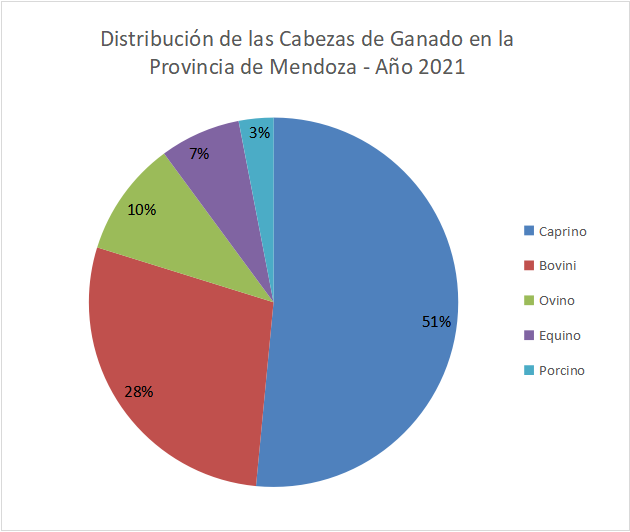 Distribución de las Cabezas de Ganado en la
Provincia de Mendoza - Año 2021
3%
7%
10%
28%
51%
Caprino
Bovini
Ovino
Equino
Porcino